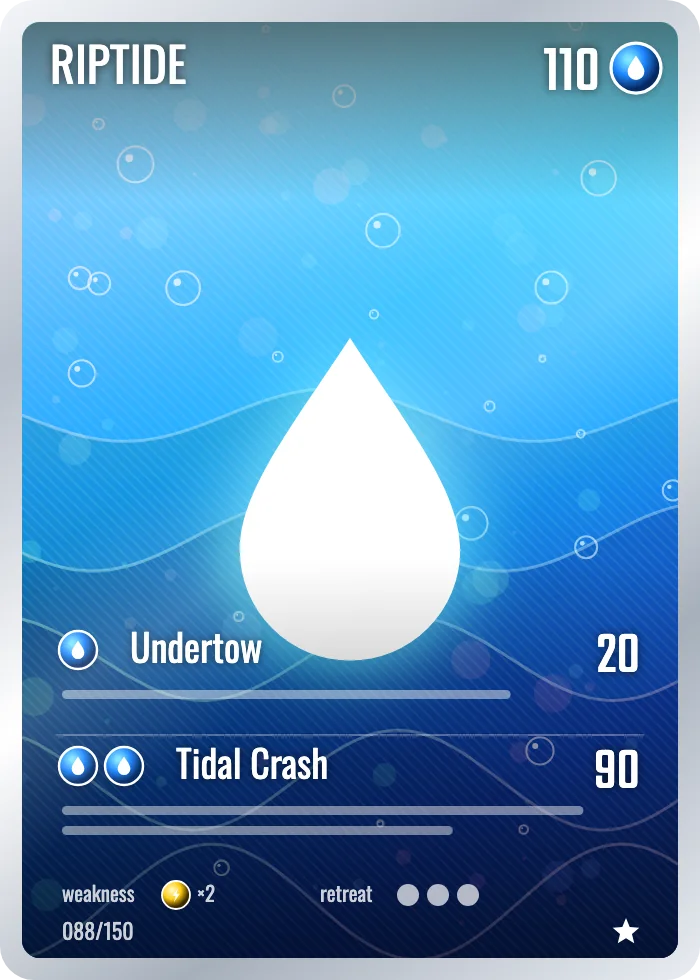 RIPTIDE 110
Undertow 20
Tidal Crash 90
weakness ×2 retreat
088/150